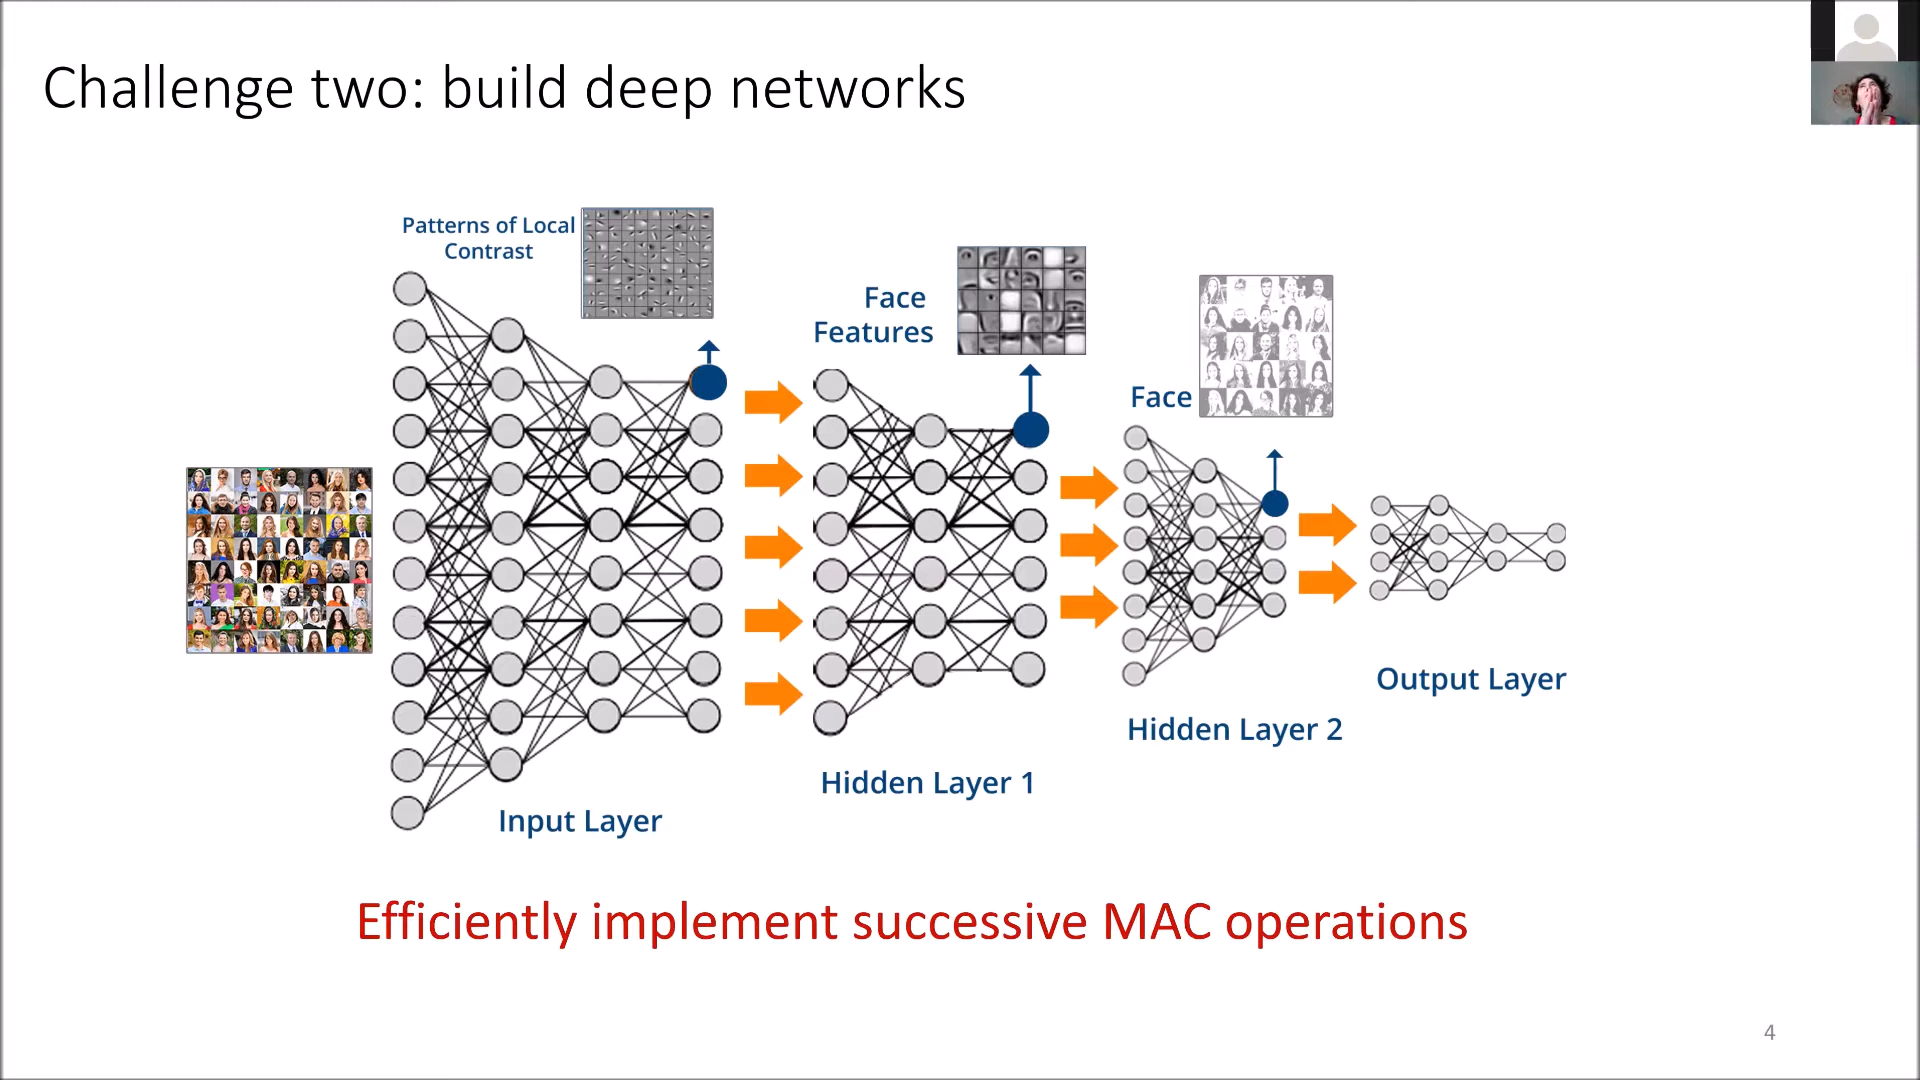 Challenge two: build deep networks
Patterns of Local
Contrast
Face
Features
Face
Output Layer
Hidden Layer 2
Hidden Layer 1
Input Layer
Efficiently implement successive MAC operations
4